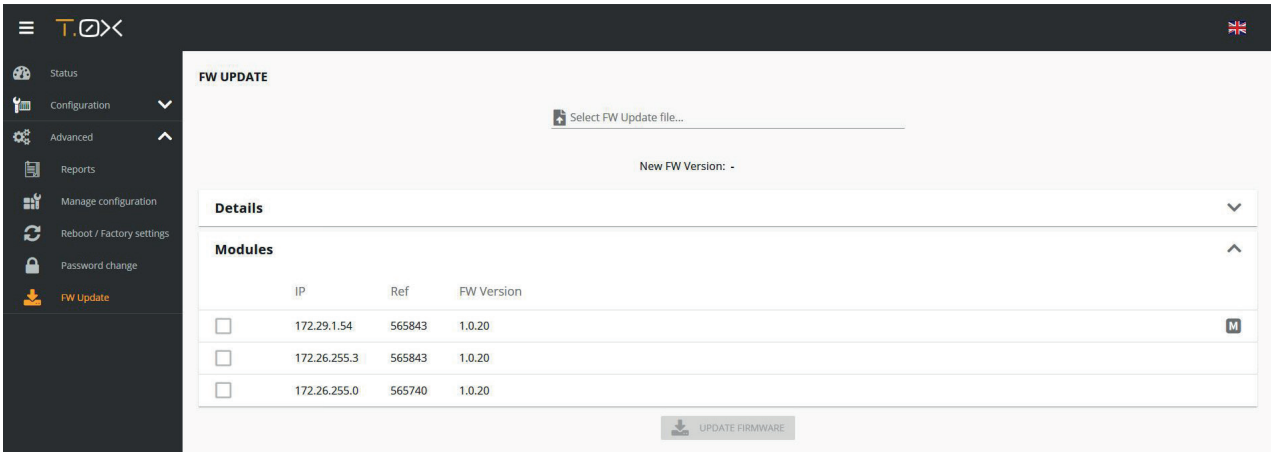 T.0X
Status
Configuration
Advanced
Reports
Manage configuration
Reboot / Factory settings
Password change
FW Update
FW UPDATE
Select FW Update file...
New FW Version: -
Details
Modules
IP Ref FW Version
172.29.1.54 565843 1.0.20 M
172.26.255.3 565843 1.0.20
172.26.255.0 565740 1.0.20
UPDATE FIRMWARE